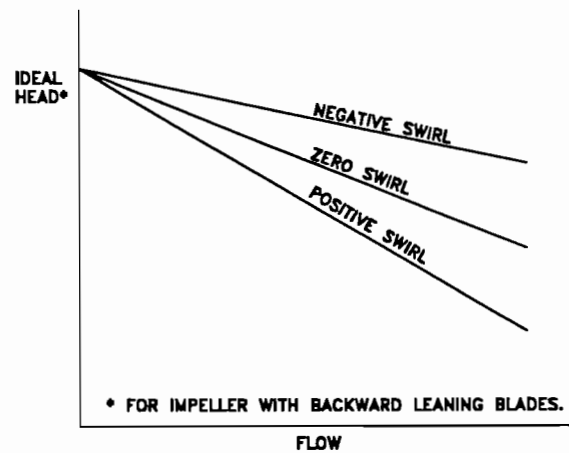 IDEAL
HEAD*
NEGATIVE SWIRL
ZERO SWIRL
POSITIVE SWIRL
* FOR IMPELLER WITH BACKWARD LEANING BLADES.
FLOW